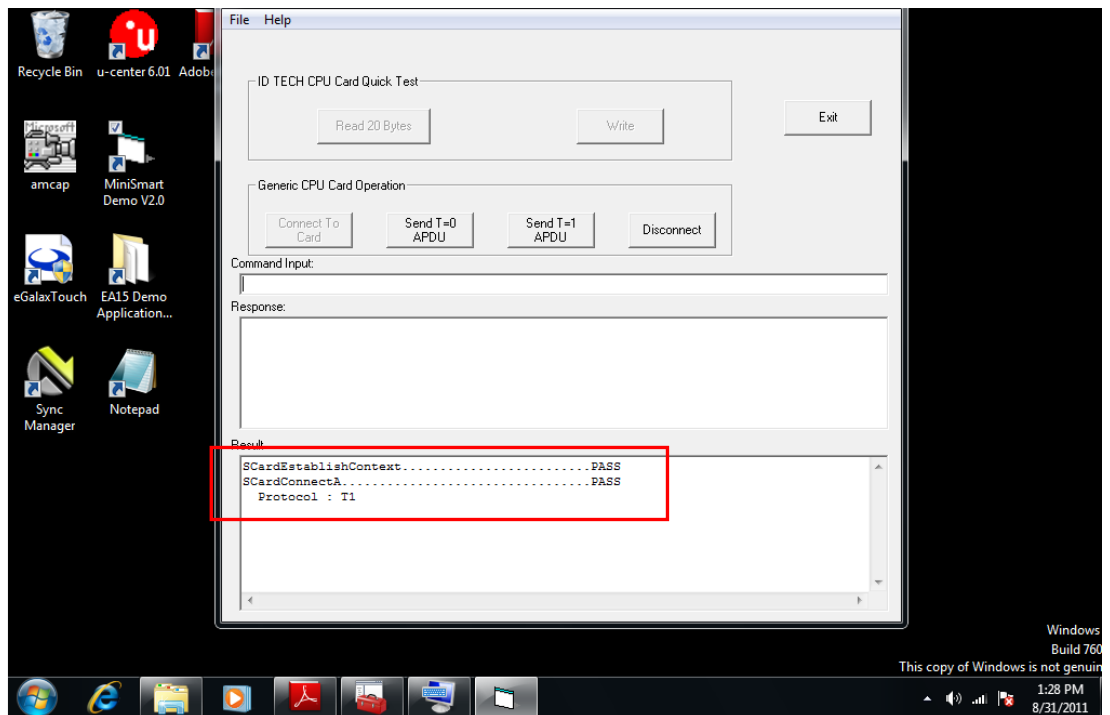 File Help
Recycle Bin
u-center 6.01
Adobe
ID TECH CPU Card Quick Test
Read 20 Bytes
Write
Exit
Microsoft
amcap
MiniSmart
Demo V2.0
Generic CPU Card Operation
Connect To
Card
Send T=0
APDU
Send T=1
APDU
Disconnect
Command Input:
eGalaxTouch
EA15 Demo
Application...
Response:
Sync
Manager
Notepad
Result
SCardEstablishContext.........................PASS
SCardConnectA.................................PASS
Protocol : T1
Windows
Build 760
This copy of Windows is not genuin
1:28 PM
8/31/2011